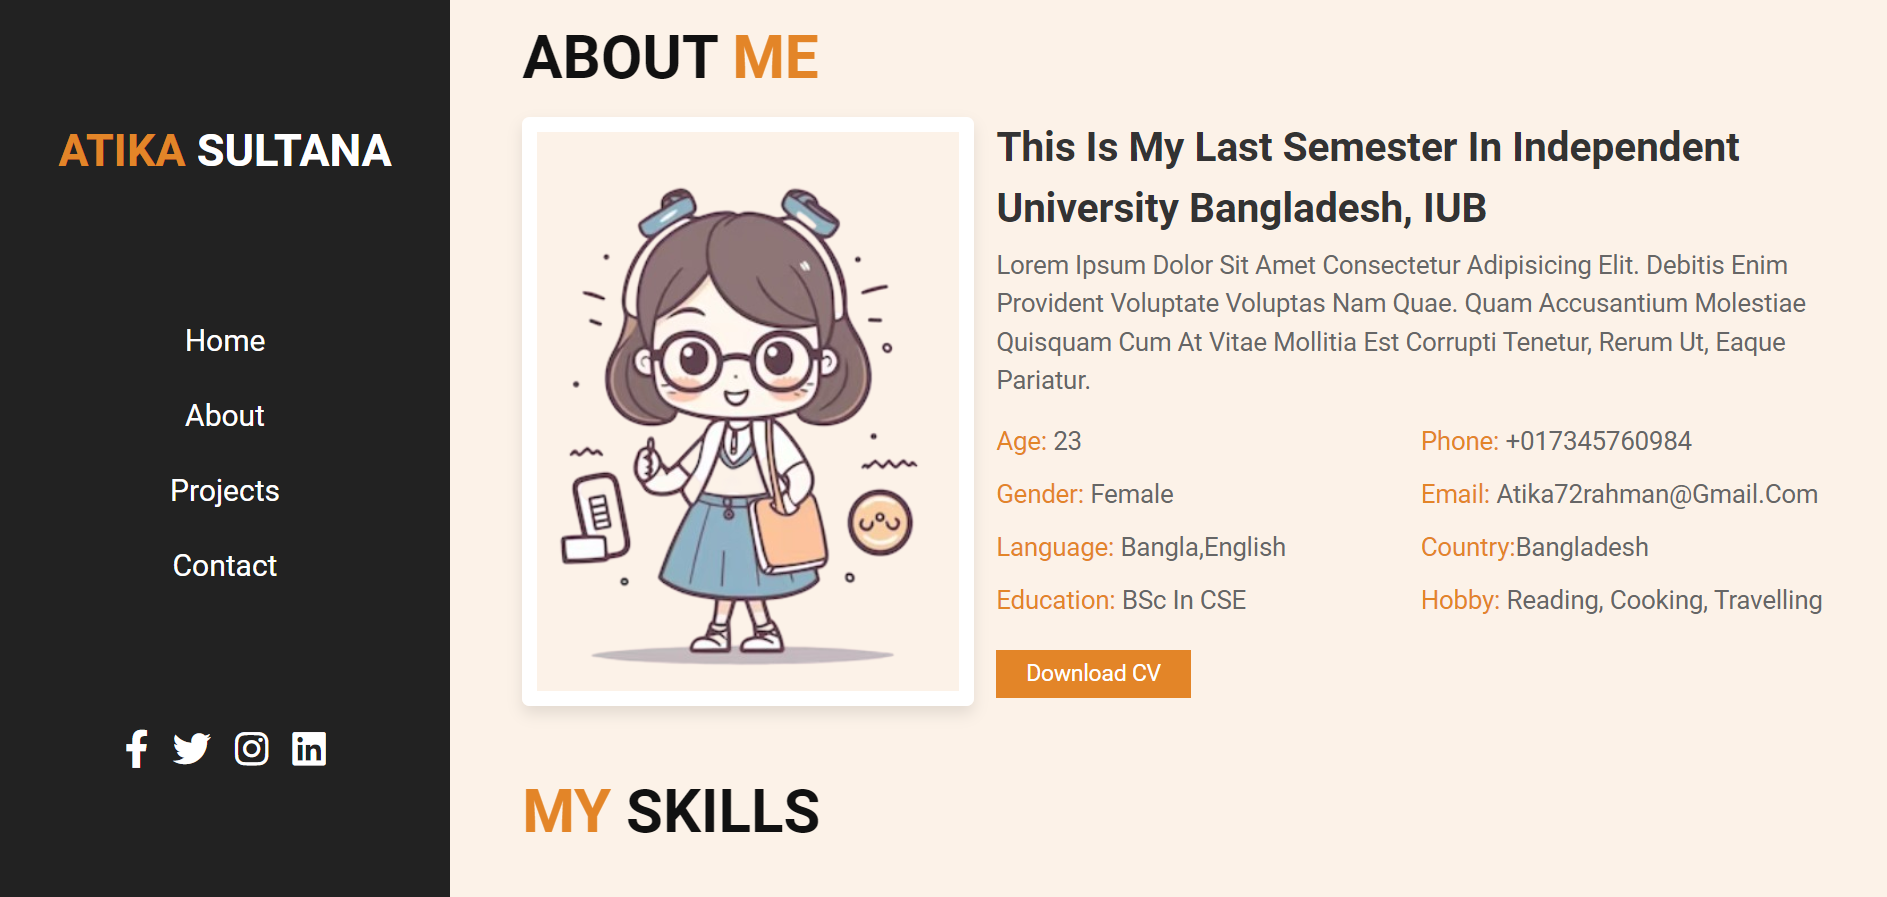 ATIKA SULTANA
Home
About
Projects
Contact
ABOUT ME
This Is My Last Semester In Independent
University Bangladesh, IUB
Lorem Ipsum Dolor Sit Amet Consectetur Adipisicing Elit. Debitis Enim
Provident Voluptate Voluptas Nam Quae. Quam Accusantium Molestiae
Quisquam Cum At Vitae Mollitia Est Corrupti Tenetur, Rerum Ut, Eaque
Pariatur.
Age: 23
Phone: +017345760984
Gender: Female
Email: Atika72rahman@Gmail.Com
Language: Bangla,English
Country:Bangladesh
Education: BSc In CSE
Hobby: Reading, Cooking, Travelling
Download CV
MY SKILLS